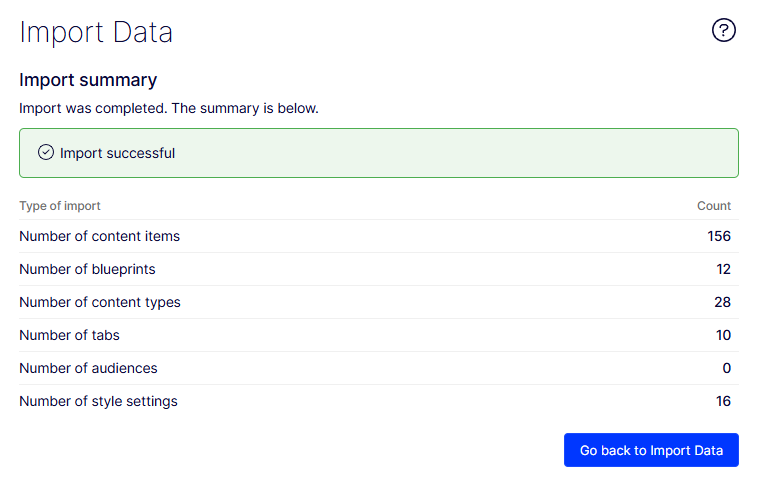 Import Data
?
Import summary
Import was completed. The summary is below.
Import successful
Type of import Count
Number of content items 156
Number of blueprints 12
Number of content types 28
Number of tabs 10
Number of audiences 0
Number of style settings 16
Go back to Import Data